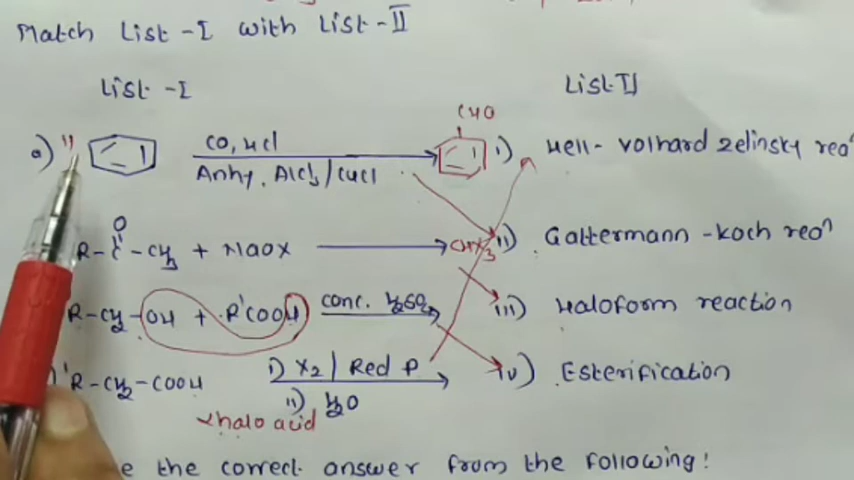 Match List-I with List-II
List-I
List-II
a) " CO, HCl
Anhy. AlCl3/CuCl
CHO
i) Hell-Volhard Zelinsky reaⁿ
O
R-C-CH3 + NaOX
CHX3 ii) Gattermann-Koch reoⁿ
R-CH2-OH + R'COOH conc. H2SO4 iii) Haloform reaction
R-CH2-COOH i) X2/Red P iv) Esterification
ii) H2O
αhalo acid
e the correct answer from the following: